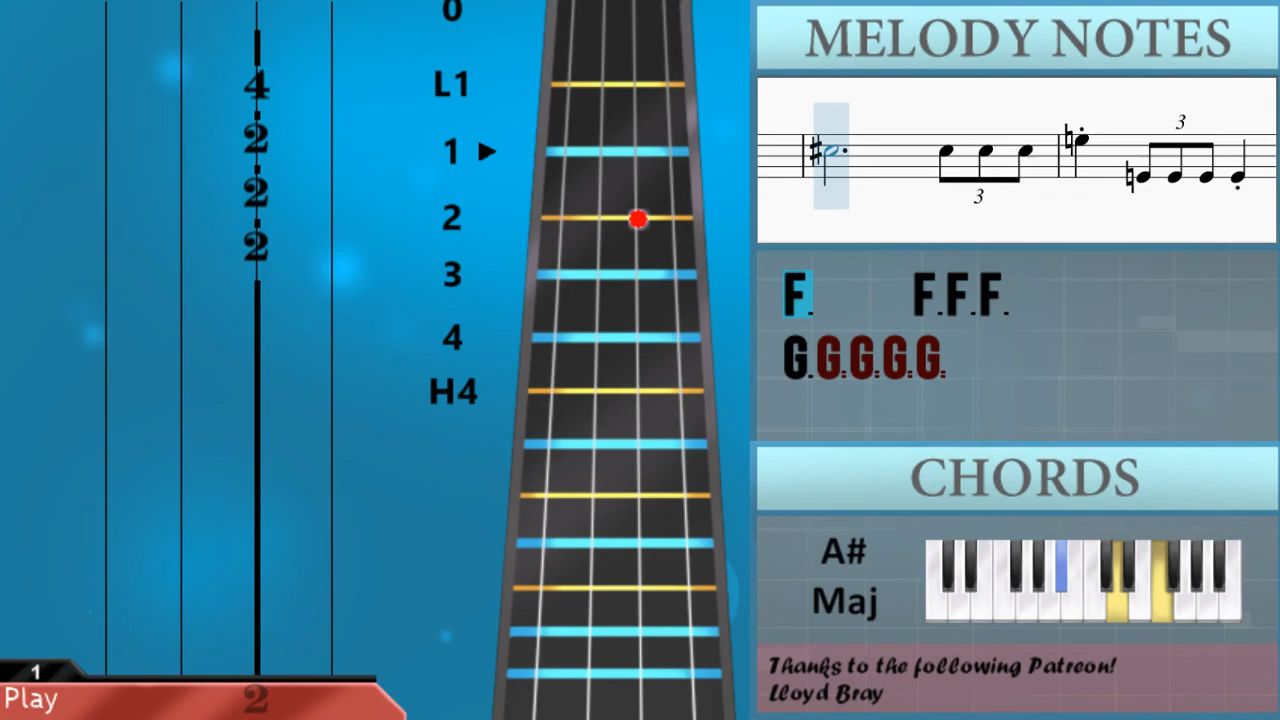 4
2
2
2
1
Play
2
0
L1
1
2
3
4
H4
MELODY NOTES
3
3
F. F.F.F.
G.G:G:G:G:
CHORDS
A#
Maj
Thanks to the following Patreon!
Lloyd Bray